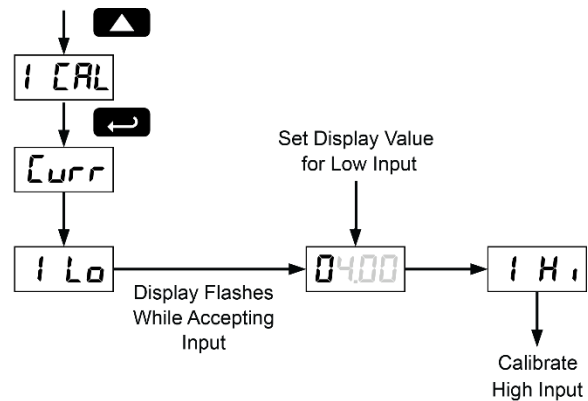 1 CAL
Curr
Set Display Value
for Low Input
1 Lo
04.00
1 Hi
Display Flashes
While Accepting
Input
Calibrate
High Input